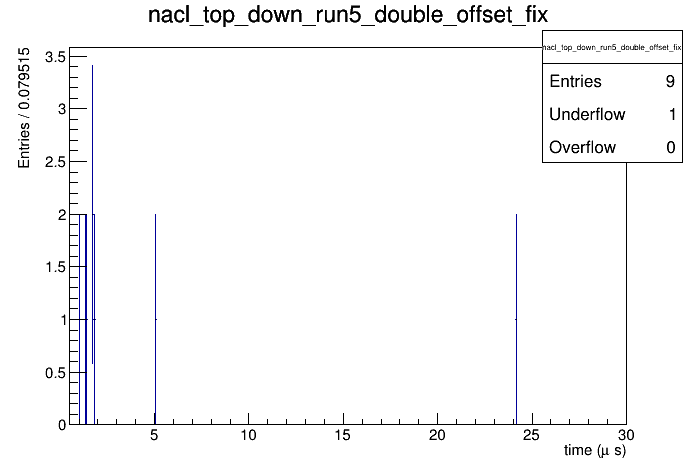 nacl_top_down_run5_double_offset_fix
nacl_top_down_run5_double_offset_fix
Entries 9
Underflow 1
Overflow 0
Entries / 0.079515
3.5
3
2.5
2
1.5
1
0.5
0
5 10 15 20 25 30
time (μ s)